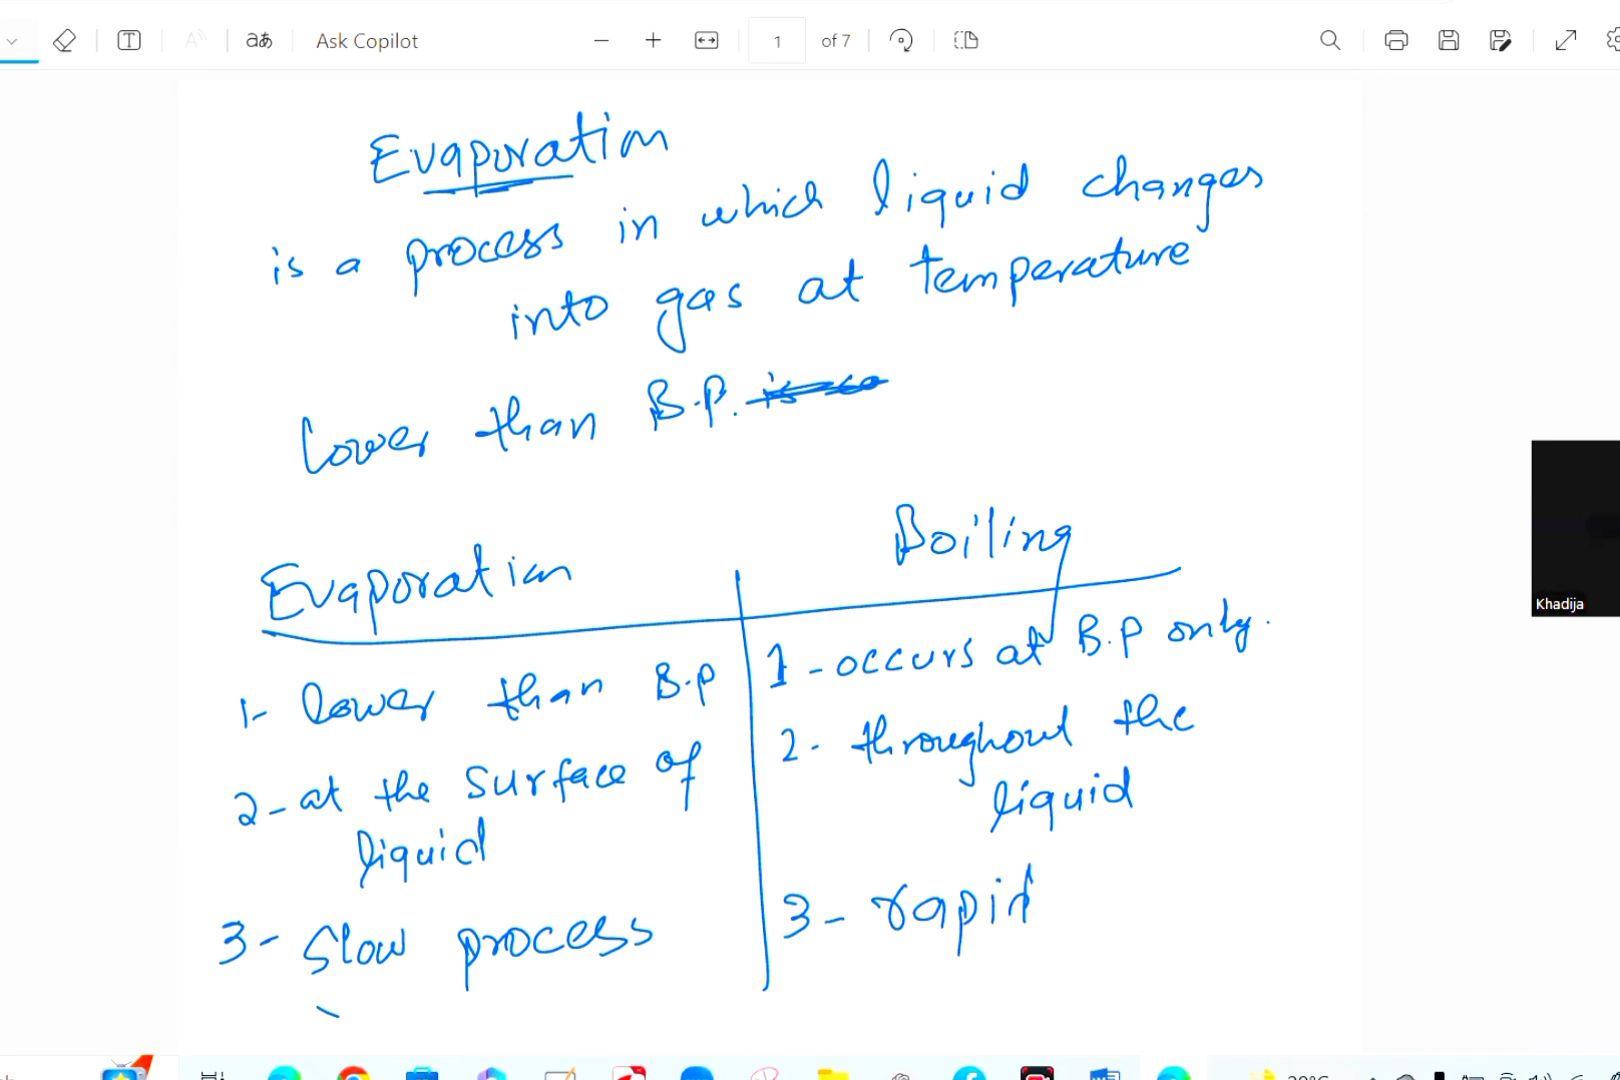 Ask Copilot
1 of 7
Evaporation
is a process in which liquid changes
into gas at temperature
lower than B.P.
Evaporation Boiling
1- lower than B.P 1 - occurs at B.P only.
2- at the surface of 2- throughout the
liquid liquid
3- Slow process 3- rapid
Khadija